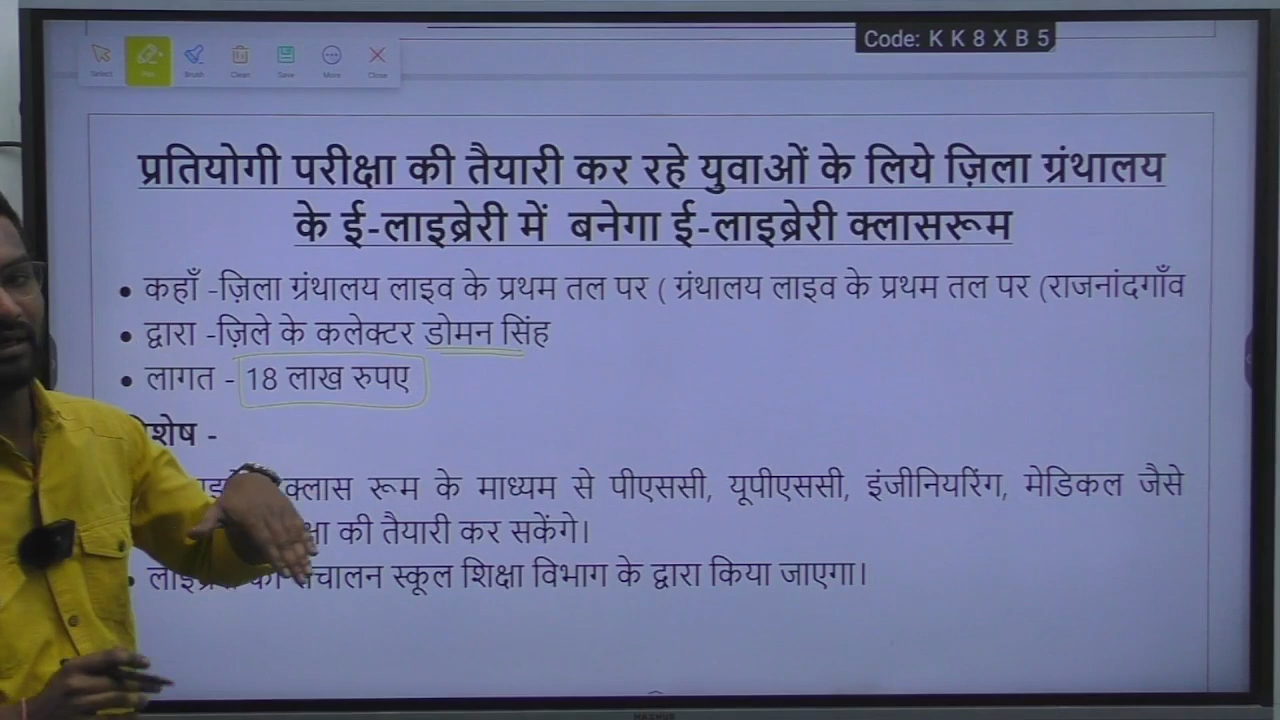 Code: K K 8 X B 5
Select Pen Brush Clean Save More Close
प्रतियोगी परीक्षा की तैयारी कर रहे युवाओं के लिये ज़िला ग्रंथालय
के ई-लाइब्रेरी में बनेगा ई-लाइब्रेरी क्लासरूम
• कहाँ -ज़िला ग्रंथालय लाइव के प्रथम तल पर ( ग्रंथालय लाइव के प्रथम तल पर (राजनांदगाँव
• द्वारा -ज़िले के कलेक्टर डोमन सिंह
• लागत - 18 लाख रुपए
शेष -
क्लास रूम के माध्यम से पीएससी, यूपीएससी, इंजीनियरिंग, मेडिकल जैसे
की तैयारी कर सकेंगे।
• संचालन स्कूल शिक्षा विभाग के द्वारा किया जाएगा।